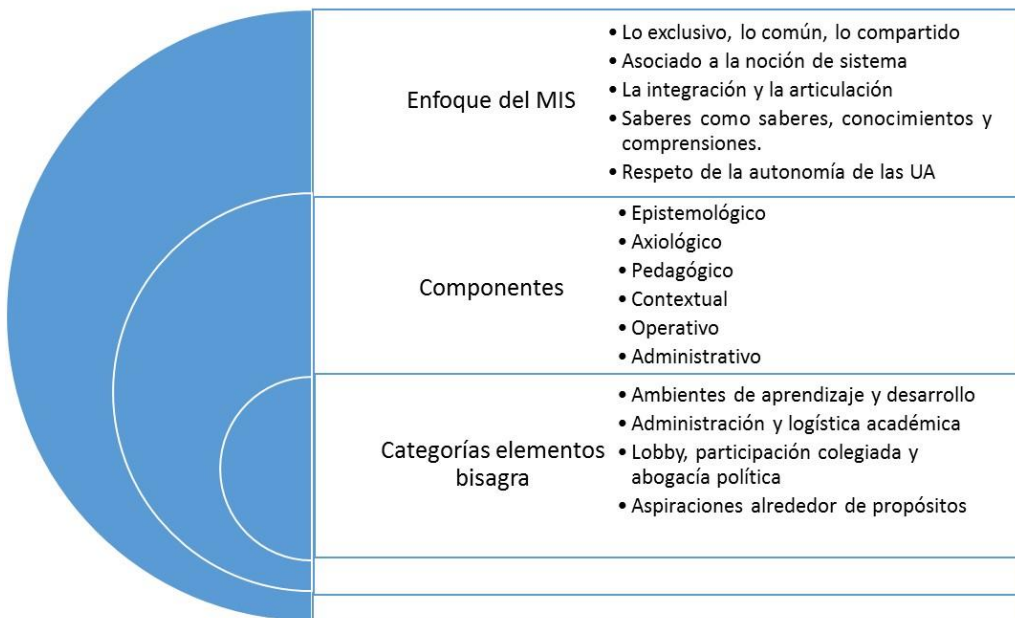 Enfoque del MIS
• Lo exclusivo, lo común, lo compartido
• Asociado a la noción de sistema
• La integración y la articulación
• Saberes como saberes, conocimientos y
comprensiones.
• Respeto de la autonomía de las UA
Componentes
• Epistemológico
• Axiológico
• Pedagógico
• Contextual
• Operativo
• Administrativo
Categorías elementos
bisagra
• Ambientes de aprendizaje y desarrollo
• Administración y logística académica
• Lobby, participación colegiada y
abogacía política
• Aspiraciones alrededor de propósitos